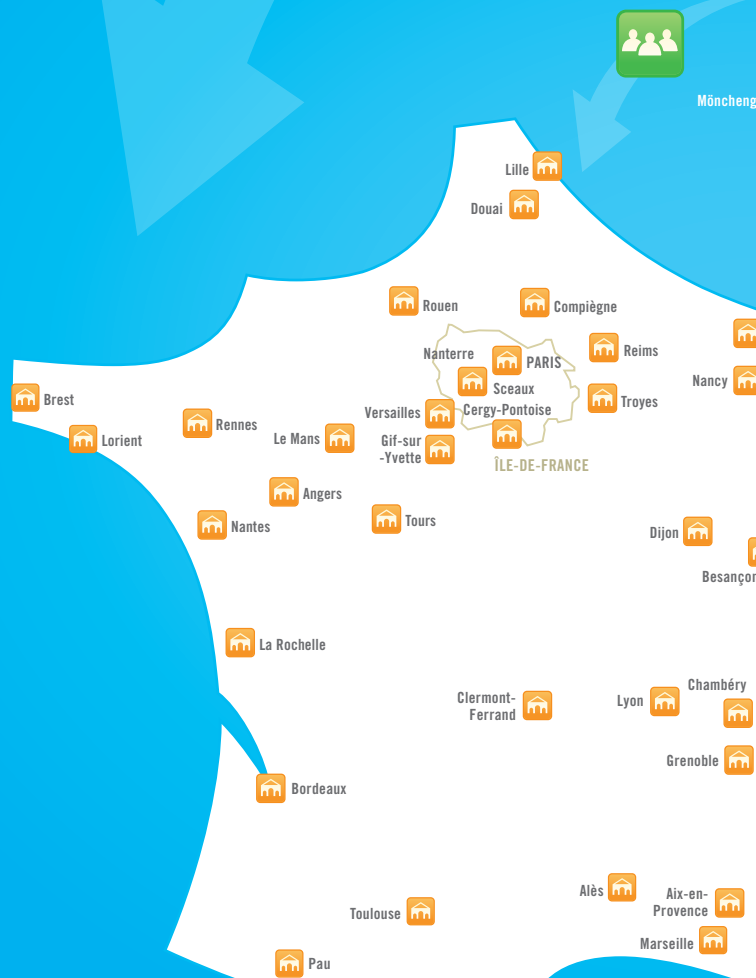 Möncheng
Lille
Douai
Rouen
Compiègne
Nanterre
PARIS
Reims
Sceaux
Nancy
Brest
Versailles
Cergy-Pontoise
Troyes
Rennes
Lorient
Le Mans
Gif-sur
-Yvette
ÎLE-DE-FRANCE
Angers
Nantes
Tours
Dijon
Besançon
La Rochelle
Clermont-
Ferrand
Lyon
Chambéry
Grenoble
Bordeaux
Alès
Aix-en-
Provence
Toulouse
Marseille
Pau